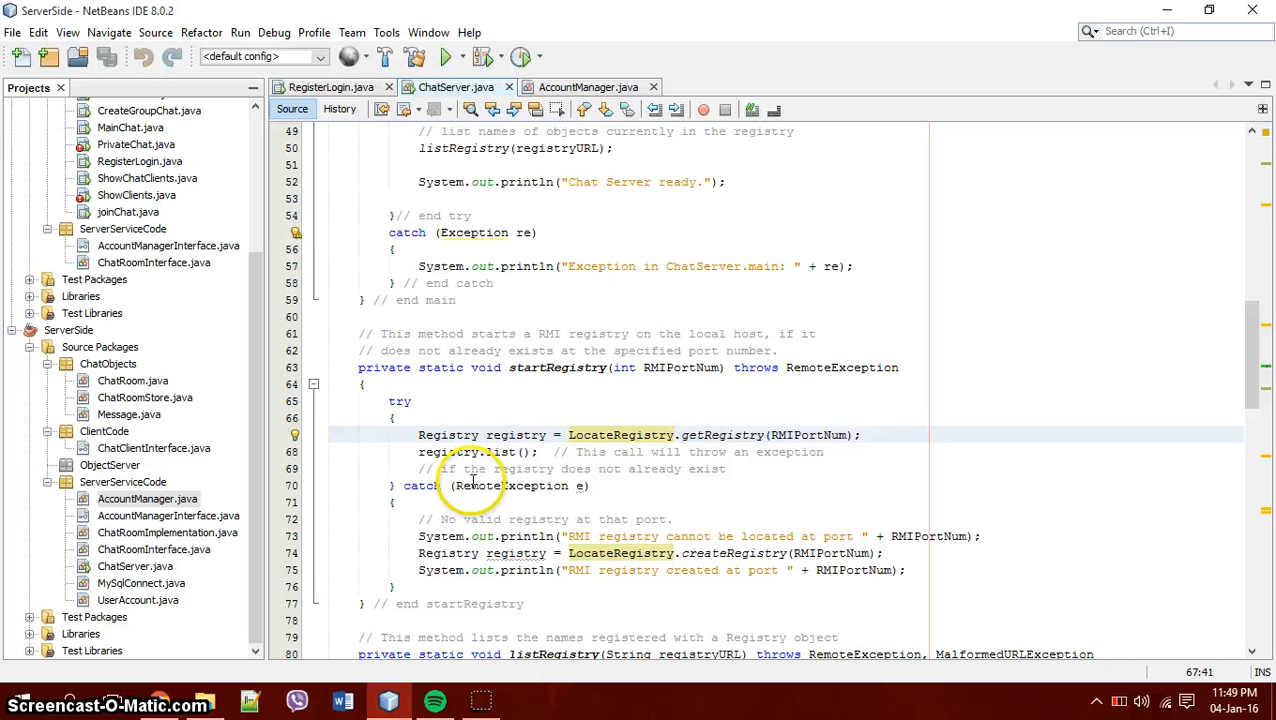 ServerSide - NetBeans IDE 8.0.2
File Edit View Navigate Source Refactor Run Debug Profile Team Tools Window Help
Search (Ctrl+I)
<default config>
Projects
RegisterLogin.java
ChatServer.java
AccountManager.java
Source
History
CreateGroupChat.java
MainChat.java
PrivateChat.java
RegisterLogin.java
ShowChatClients.java
ShowClients.java
joinChat.java
ServerServiceCode
AccountManagerInterface.java
ChatRoomInterface.java
Test Packages
Libraries
Test Libraries
ServerSide
Source Packages
ChatObjects
ChatRoom.java
ChatRoomStore.java
Message.java
ClientCode
ChatClientInterface.java
ObjectServer
ServerServiceCode
AccountManager.java
AccountManagerInterface.java
ChatRoomImplementation.java
ChatRoomInterface.java
ChatServer.java
MySqlConnect.java
UserAccount.java
Test Packages
Libraries
Test Libraries
49 // list names of objects currently in the registry
50 listRegistry(registryURL);
51
52 System.out.println("Chat Server ready.");
53
54 }// end try
catch (Exception re)
56 {
57 System.out.println("Exception in ChatServer.main: " + re);
58 } // end catch
59 } // end main
60
61 // This method starts a RMI registry on the local host, if it
62 // does not already exists at the specified port number.
63 private static void startRegistry(int RMIPortNum) throws RemoteException
64 {
65 try
66 {
Registry registry = LocateRegistry.getRegistry(RMIPortNum);
68 registry.list(); // This call will throw an exception
69 // if the registry does not already exist
70 } catch (RemoteException e)
71 {
72 // No valid registry at that port.
73 System.out.println("RMI registry cannot be located at port " + RMIPortNum);
74 Registry registry = LocateRegistry.createRegistry(RMIPortNum);
75 System.out.println("RMI registry created at port " + RMIPortNum);
76 }
77 } // end startRegistry
78
79 // This method lists the names registered with a Registry object
80 private static void listRegistry(String registryURL) throws RemoteException, MalformedURLException
67:41 INS
Screencast-O-Matic.com
11:49 PM
04-Jan-16